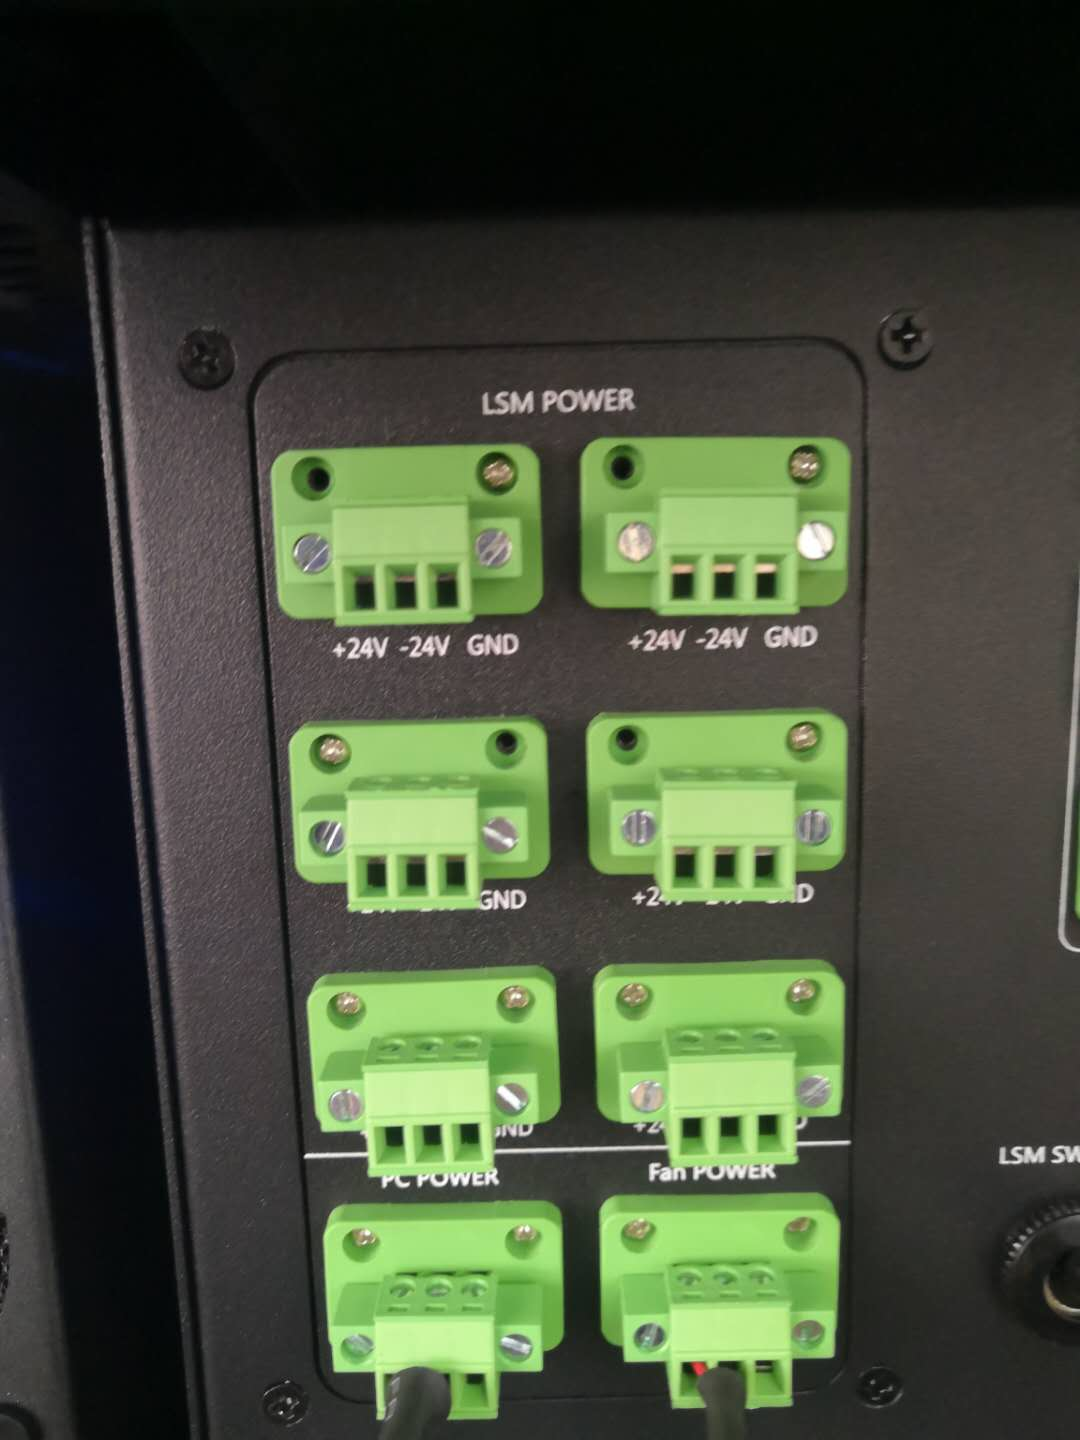 LSM POWER
+24V -24V GND
+24V -24V GND
GND
PC POWER
Fan POWER
LSM SW